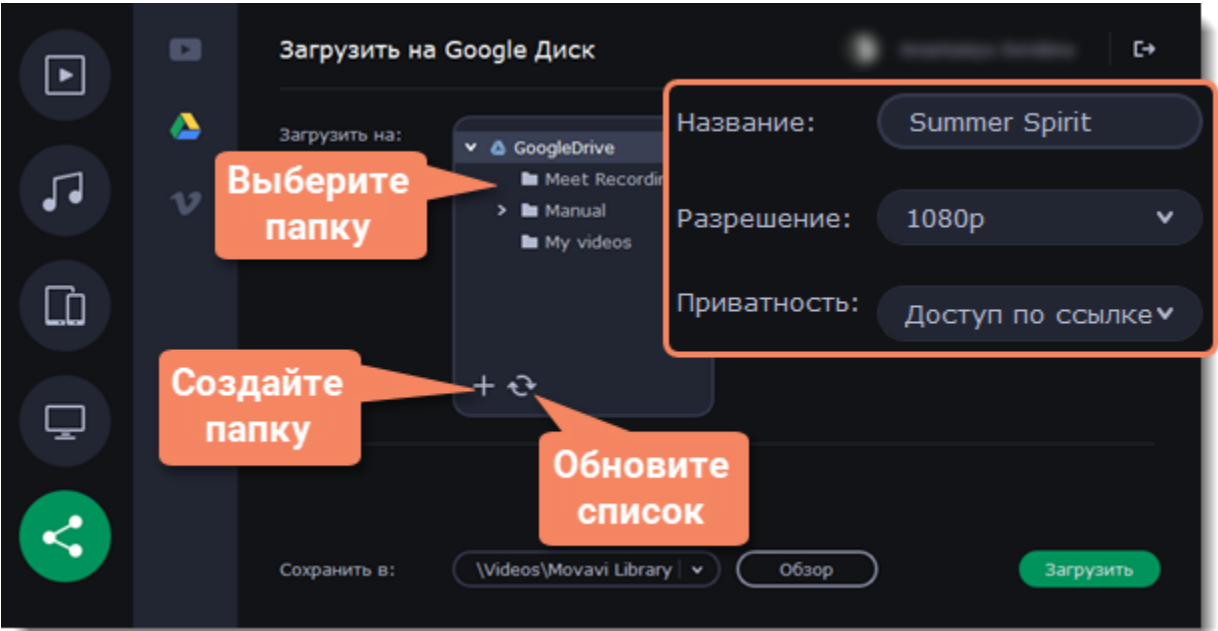 Загрузить на Google Диск
Загрузить на:
GoogleDrive
Meet Recordin
Manual
My videos
Выберите
папку
Название:
Summer Spirit
Разрешение:
1080p
Приватность:
Доступ по ссылке
Создайте
папку
Обновите
список
Сохранить в:
\Videos\Movavi Library
Обзор
Загрузить